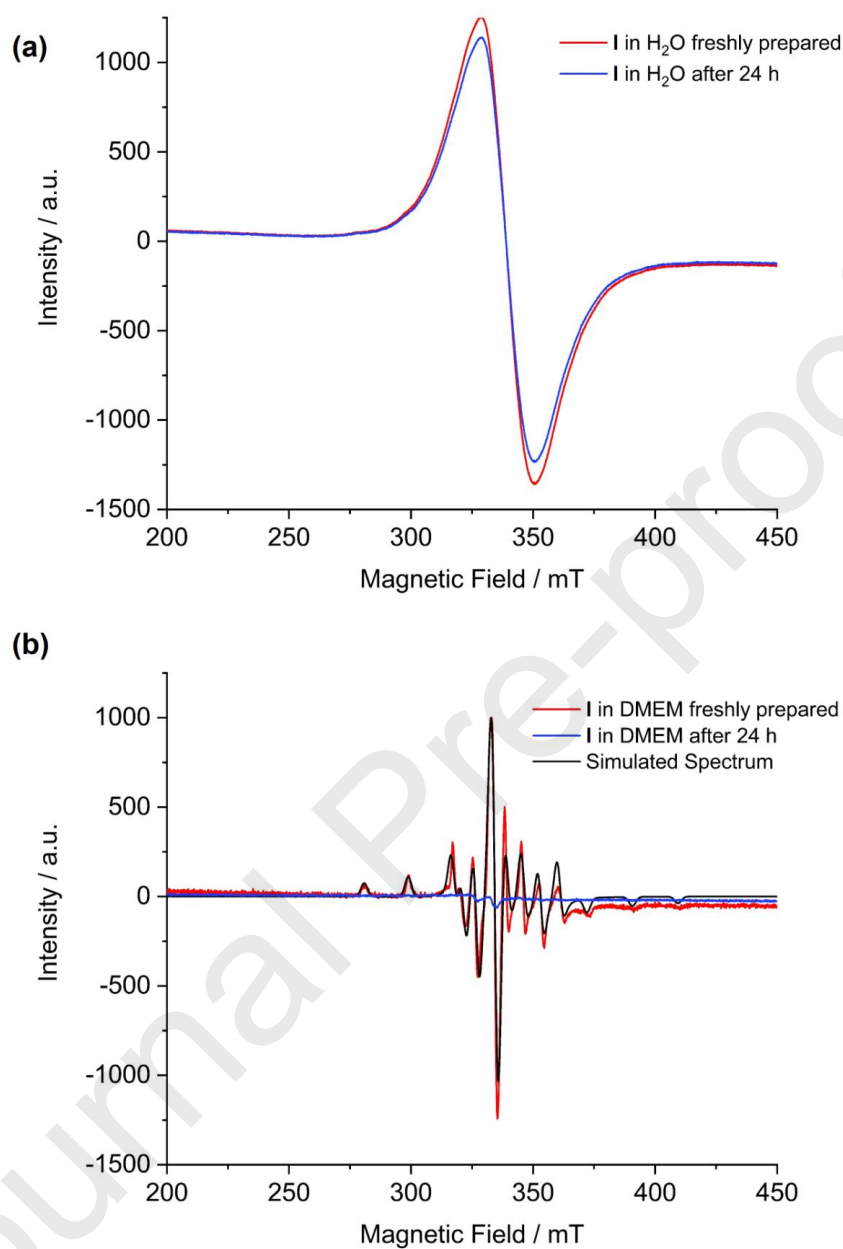 (a)
I in H₂O freshly prepared
I in H₂O after 24 h
1000
500
0
-500
-1000
-1500
Intensity / a.u.
200 250 300 350 400 450
Magnetic Field / mT
(b)
I in DMEM freshly prepared
I in DMEM after 24 h
Simulated Spectrum
1000
500
0
-500
-1000
-1500
Intensity / a.u.
200 250 300 350 400 450
Magnetic Field / mT
urnal Pre-proo